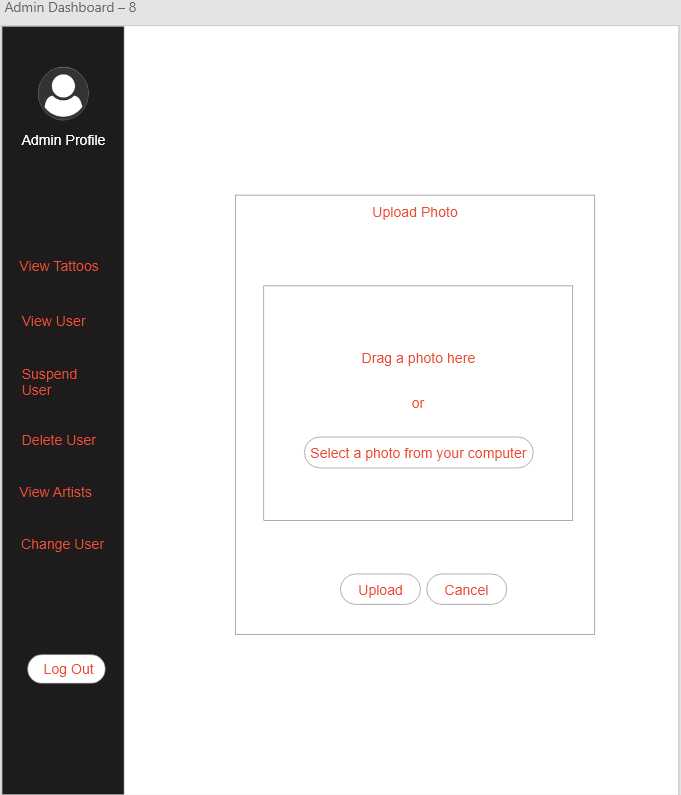 Admin Dashboard – 8
Admin Profile
View Tattoos
View User
Suspend
User
Delete User
View Artists
Change User
Log Out
Upload Photo
Drag a photo here
or
Select a photo from your computer
Upload
Cancel